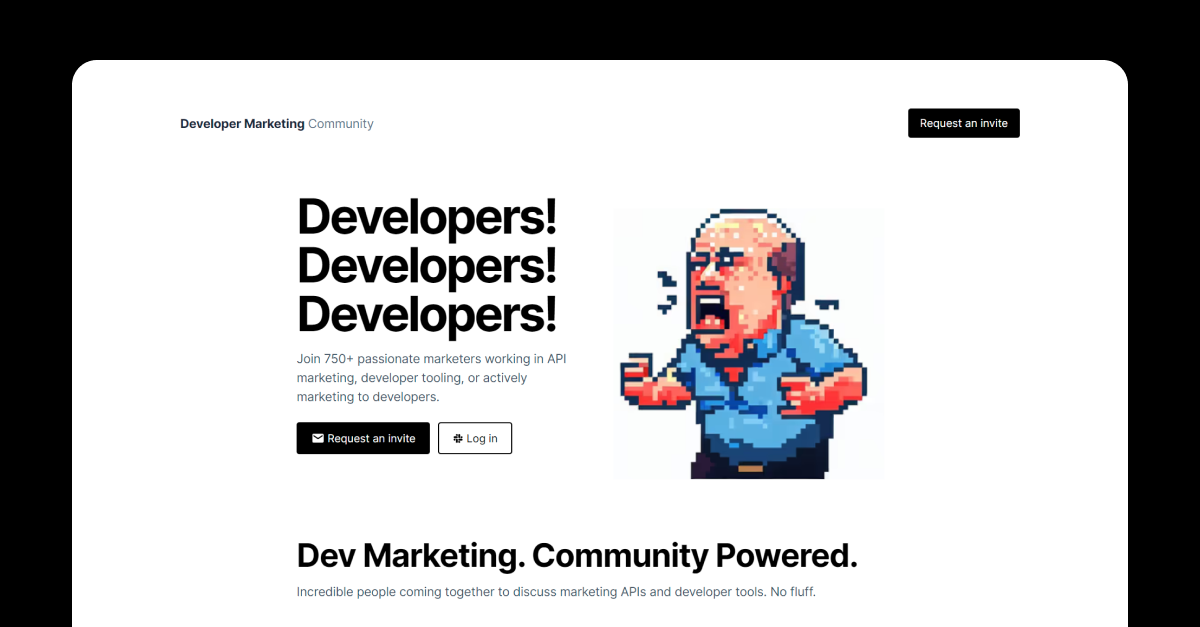 Developer Marketing Community
Request an invite
Developers!
Developers!
Developers!
Join 750+ passionate marketers working in API
marketing, developer tooling, or actively
marketing to developers.
Request an invite
Log in
Dev Marketing. Community Powered.
Incredible people coming together to discuss marketing APIs and developer tools. No fluff.